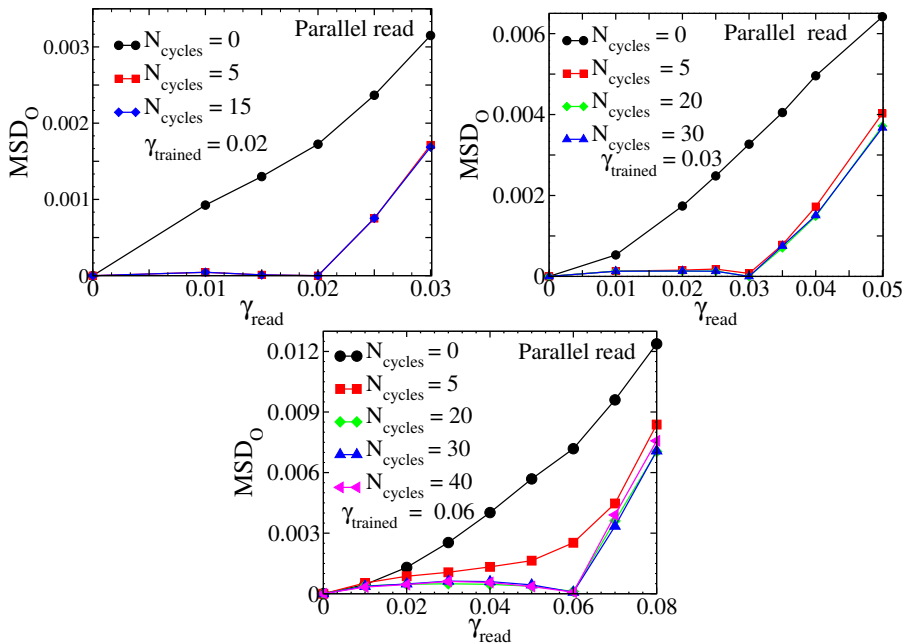 Parallel read
N_cycles = 0
N_cycles = 5
N_cycles = 15
γ_trained = 0.02
MSD_O
0.003
0.002
0.001
0
0 0.01 0.02 0.03
γ_read
Parallel read
N_cycles = 0
N_cycles = 5
N_cycles = 20
N_cycles = 30
γ_trained = 0.03
MSD_O
0.006
0.004
0.002
0
0 0.01 0.02 0.03 0.04 0.05
γ_read
Parallel read
N_cycles = 0
N_cycles = 5
N_cycles = 20
N_cycles = 30
N_cycles = 40
γ_trained = 0.06
MSD_O
0.012
0.009
0.006
0.003
0
0 0.02 0.04 0.06 0.08
γ_read